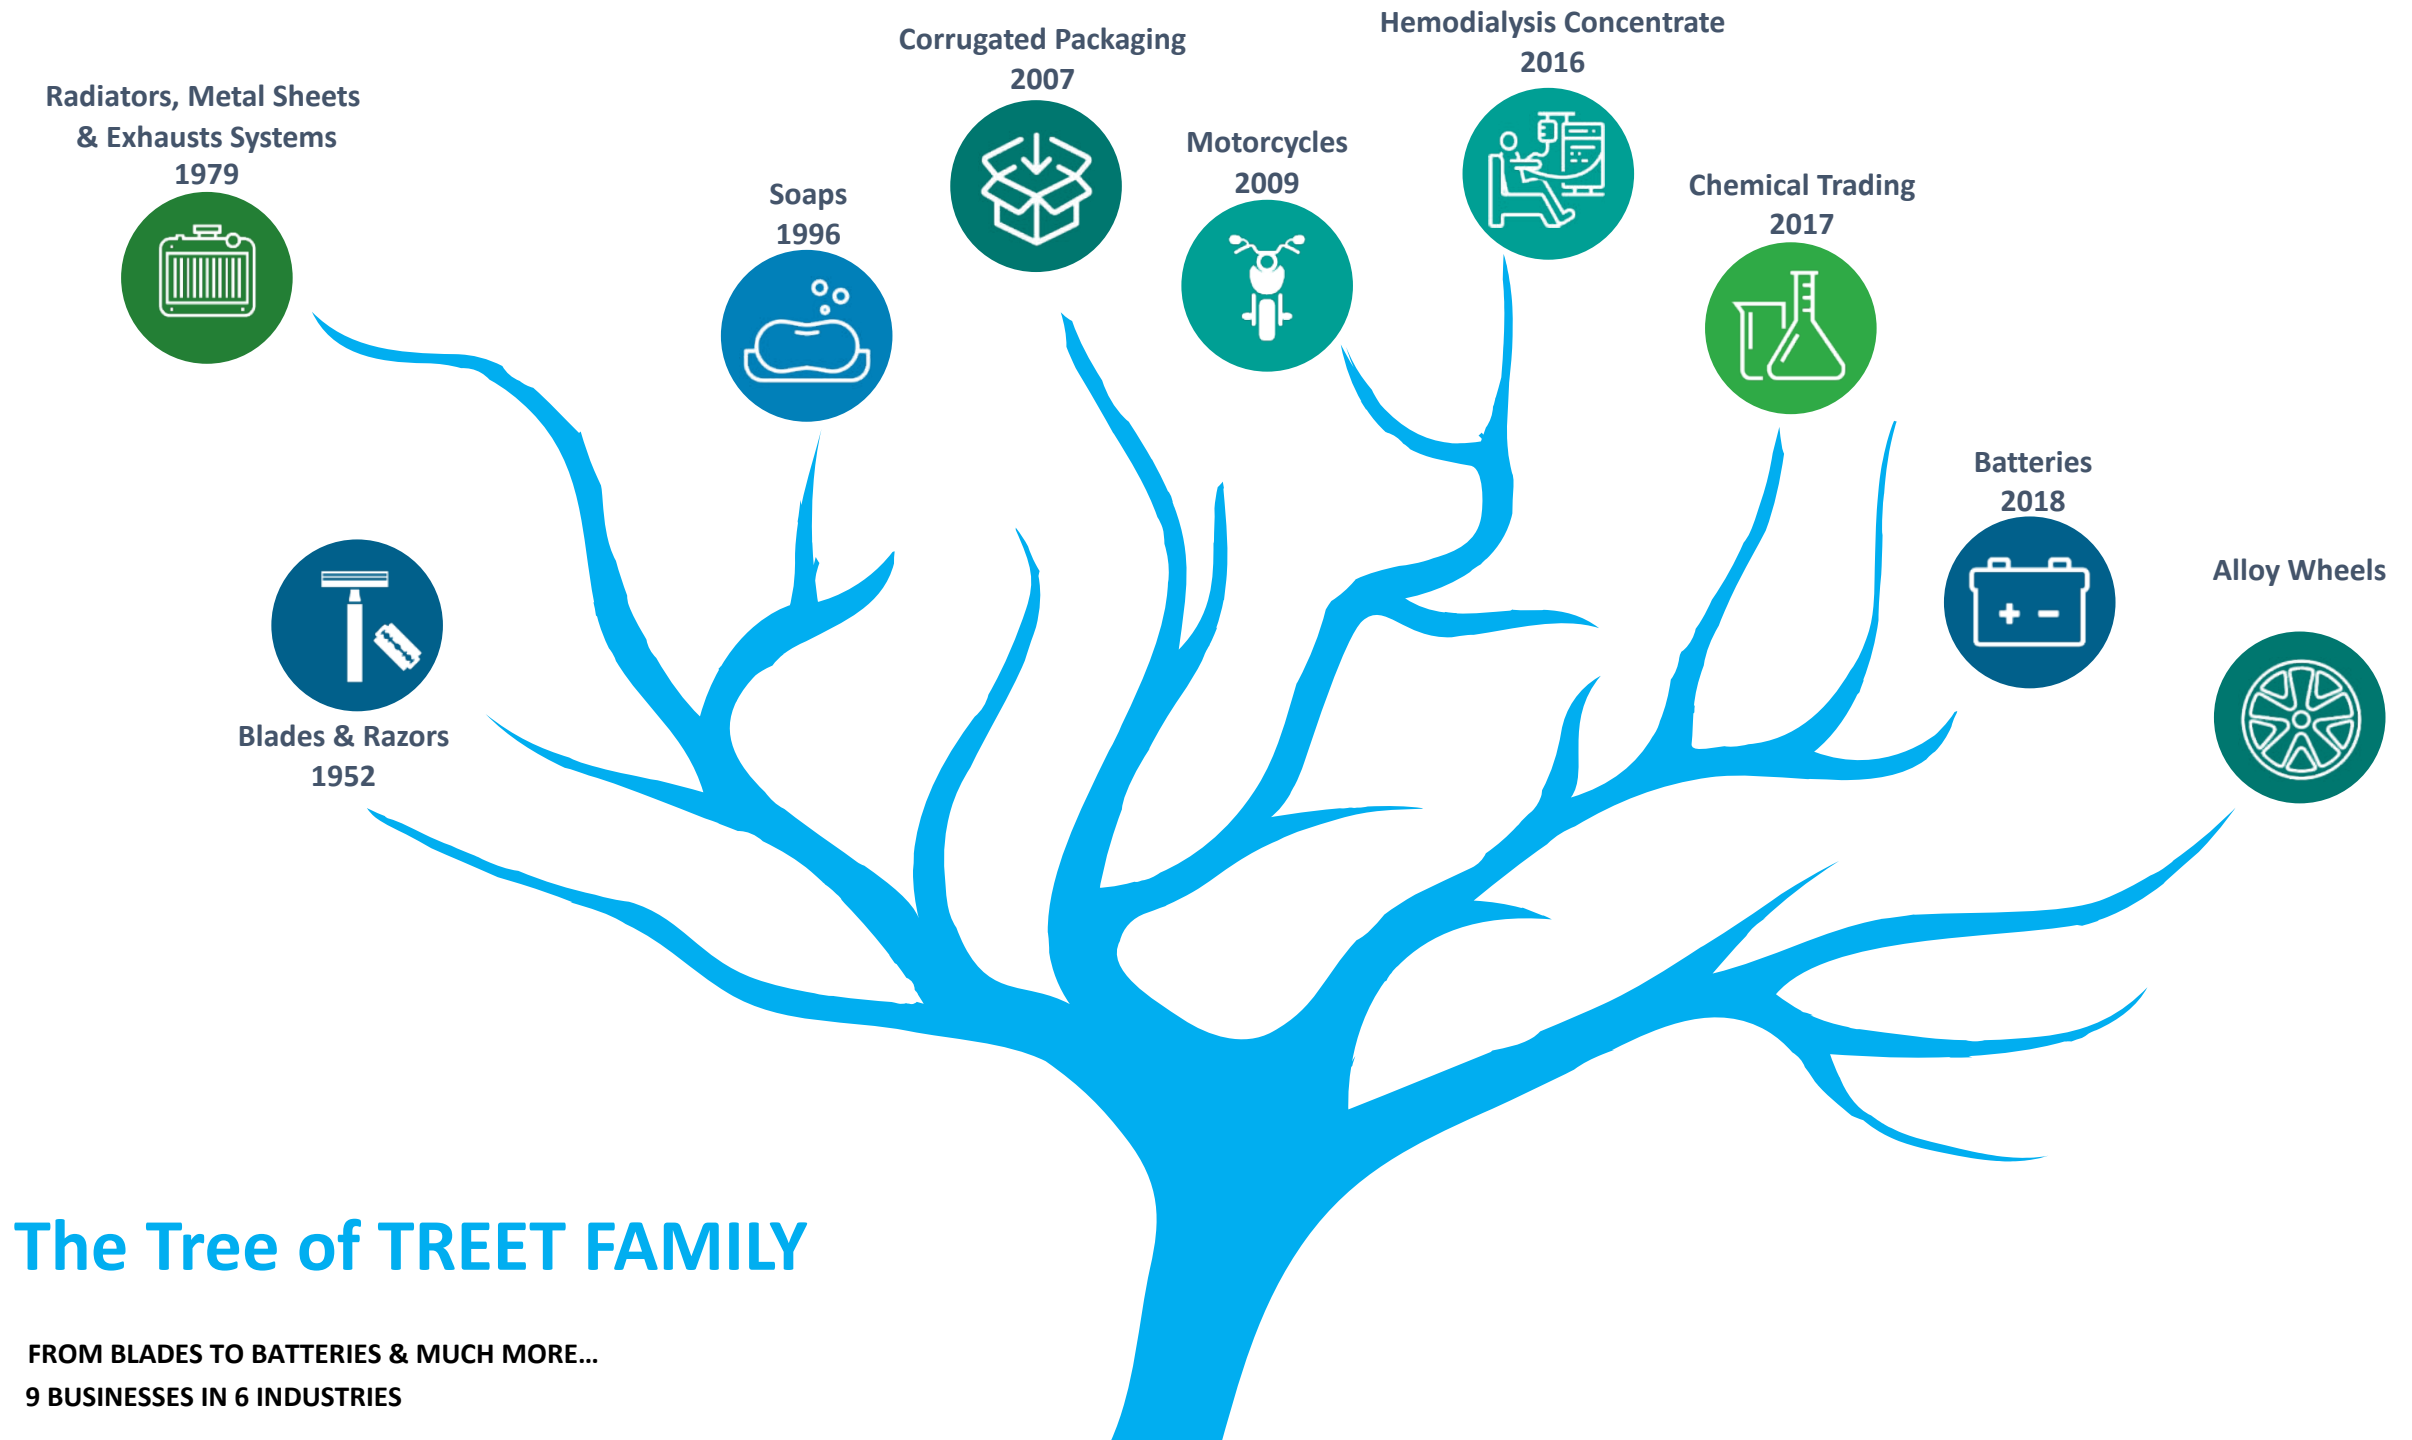 Radiators, Metal Sheets
& Exhausts Systems
1979
Blades & Razors
1952
Soaps
1996
Corrugated Packaging
2007
Motorcycles
2009
Hemodialysis Concentrate
2016
Chemical Trading
2017
Batteries
2018
Alloy Wheels
The Tree of TREET FAMILY
FROM BLADES TO BATTERIES & MUCH MORE…
9 BUSINESSES IN 6 INDUSTRIES